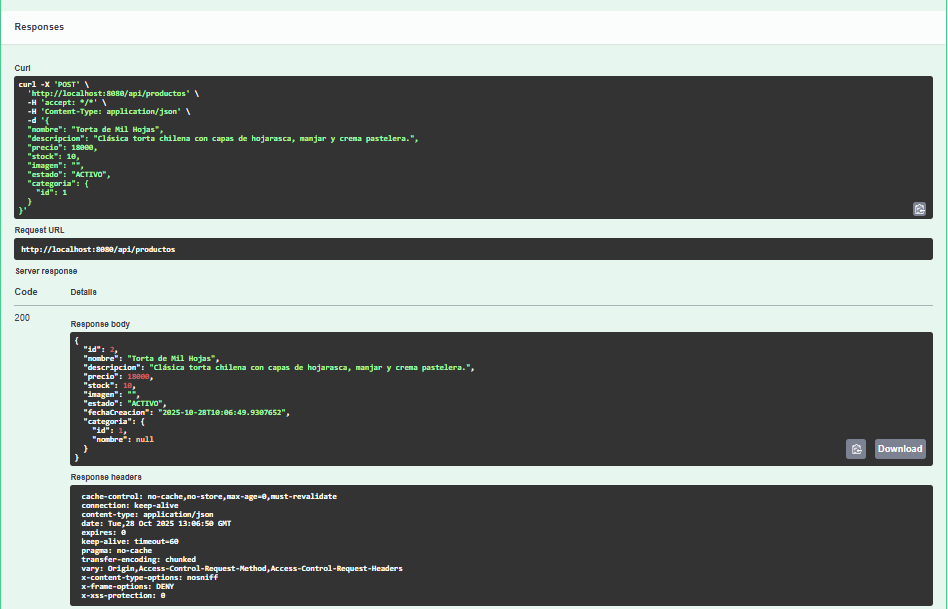 Responses
Curl
curl -X 'POST' \
'http://localhost:8080/api/productos' \
-H 'accept: */*' \
-H 'Content-Type: application/json' \
-d '{
"nombre": "Torta de Mil Hojas",
"descripcion": "Clásica torta chilena con capas de hojarasca, manjar y crema pastelera.",
"precio": 18000,
"stock": 10,
"imagen": "",
"estado": "ACTIVO",
"categoria": {
"id": 1
}
}'
Request URL
http://localhost:8080/api/productos
Server response
Code Details
200
Response body
{
"id": 2,
"nombre": "Torta de Mil Hojas",
"descripcion": "Clásica torta chilena con capas de hojarasca, manjar y crema pastelera.",
"precio": 18000,
"stock": 10,
"imagen": "",
"estado": "ACTIVO",
"fechaCreacion": "2025-10-28T10:06:49.9307652",
"categoria": {
"id": 1,
"nombre": null
}
}
Download
Response headers
cache-control: no-cache,no-store,max-age=0,must-revalidate
connection: keep-alive
content-type: application/json
date: Tue,28 Oct 2025 13:06:50 GMT
expires: 0
keep-alive: timeout=60
pragma: no-cache
transfer-encoding: chunked
vary: Origin,Access-Control-Request-Method,Access-Control-Request-Headers
x-content-type-options: nosniff
x-frame-options: DENY
x-xss-protection: 0